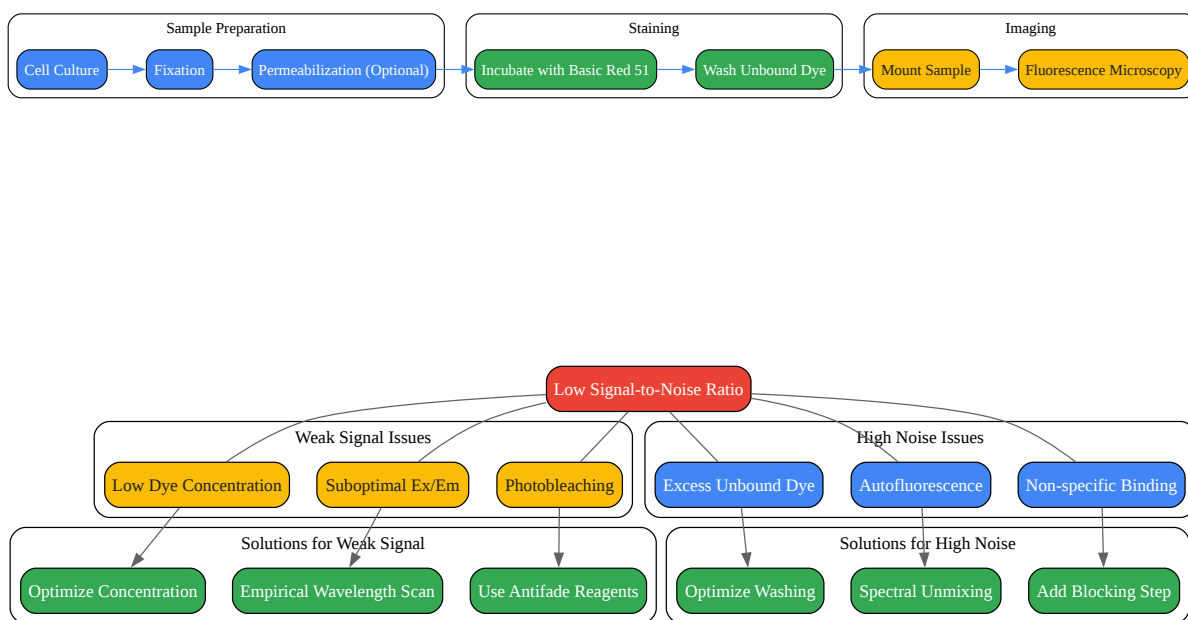 Sample Preparation
Staining
Imaging
Cell Culture
Fixation
Permeabilization (Optional)
Incubate with Basic Red 51
Wash Unbound Dye
Mount Sample
Fluorescence Microscopy
Low Signal-to-Noise Ratio
Weak Signal Issues
High Noise Issues
Low Dye Concentration
Suboptimal Ex/Em
Photobleaching
Excess Unbound Dye
Autofluorescence
Non-specific Binding
Solutions for Weak Signal
Solutions for High Noise
Optimize Concentration
Empirical Wavelength Scan
Use Antifade Reagents
Optimize Washing
Spectral Unmixing
Add Blocking Step